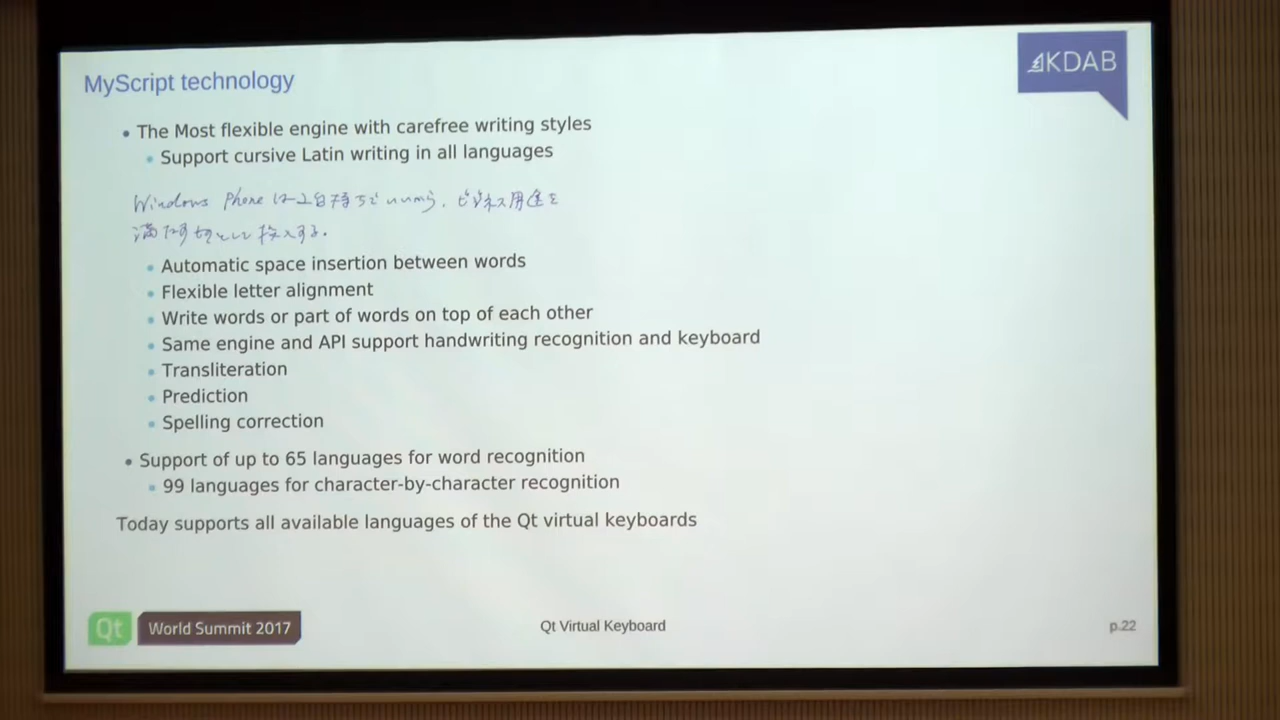 KDAB
MyScript technology
• The Most flexible engine with carefree writing styles
• Support cursive Latin writing in all languages
Windows Phone は ビジネス用途を
する.
• Automatic space insertion between words
• Flexible letter alignment
• Write words or part of words on top of each other
• Same engine and API support handwriting recognition and keyboard
• Transliteration
• Prediction
• Spelling correction
• Support of up to 65 languages for word recognition
• 99 languages for character-by-character recognition
Today supports all available languages of the Qt virtual keyboards
Qt World Summit 2017
Qt Virtual Keyboard
p.22